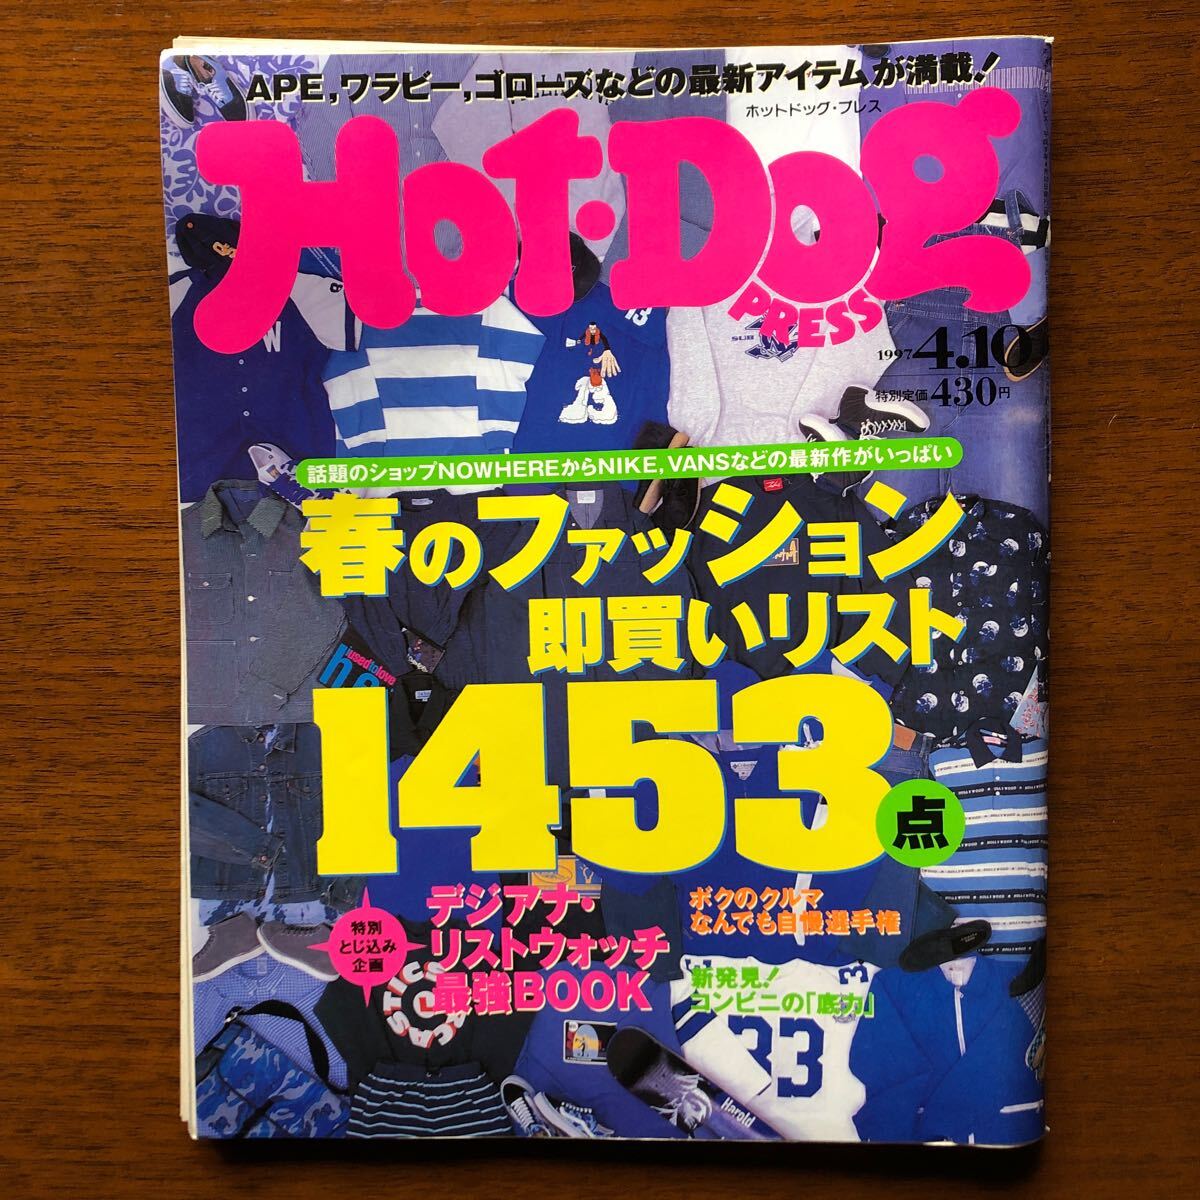 APE,ワラビー,ゴローズなどの最新アイテムが満載!
ホットドッグ・プレス
Hot-Dog
PRESS
1997 4.10
特別定価430円
13
SUB
W
話題のショップNOWHEREからNIKE,VANSなどの最新作がいっぱい
春のファッション
即買いリスト
1453点
used to love
特別
とじ込み
企画
デジアナ・
リストウォッチ
最強BOOK
ボクのクルマ
なんでも自慢選手権
新発見!
コンビニの「底力」
33
Harold